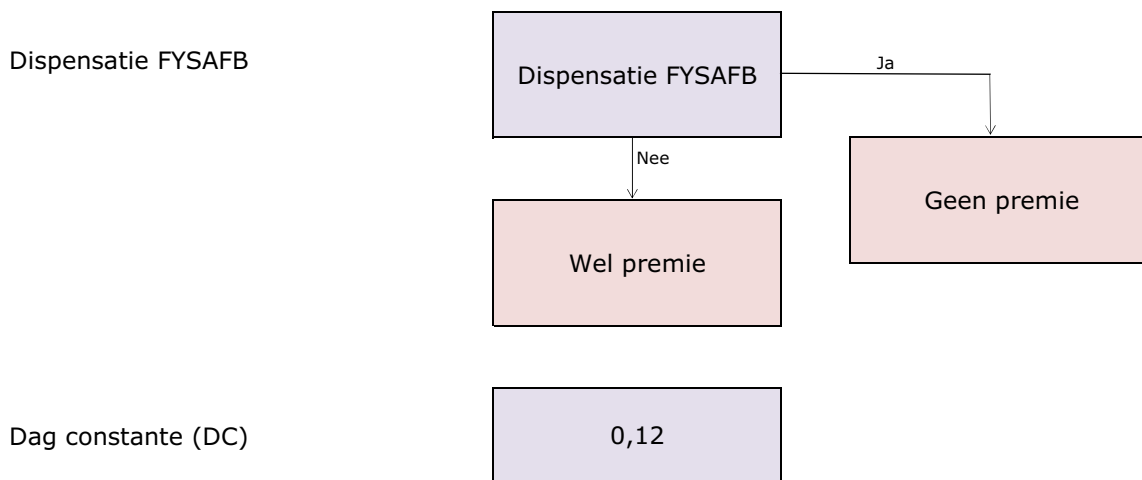 Dispensatie FYSAFB
Dispensatie FYSAFB
Ja
Nee
Geen premie
Wel premie
Dag constante (DC)
0,12